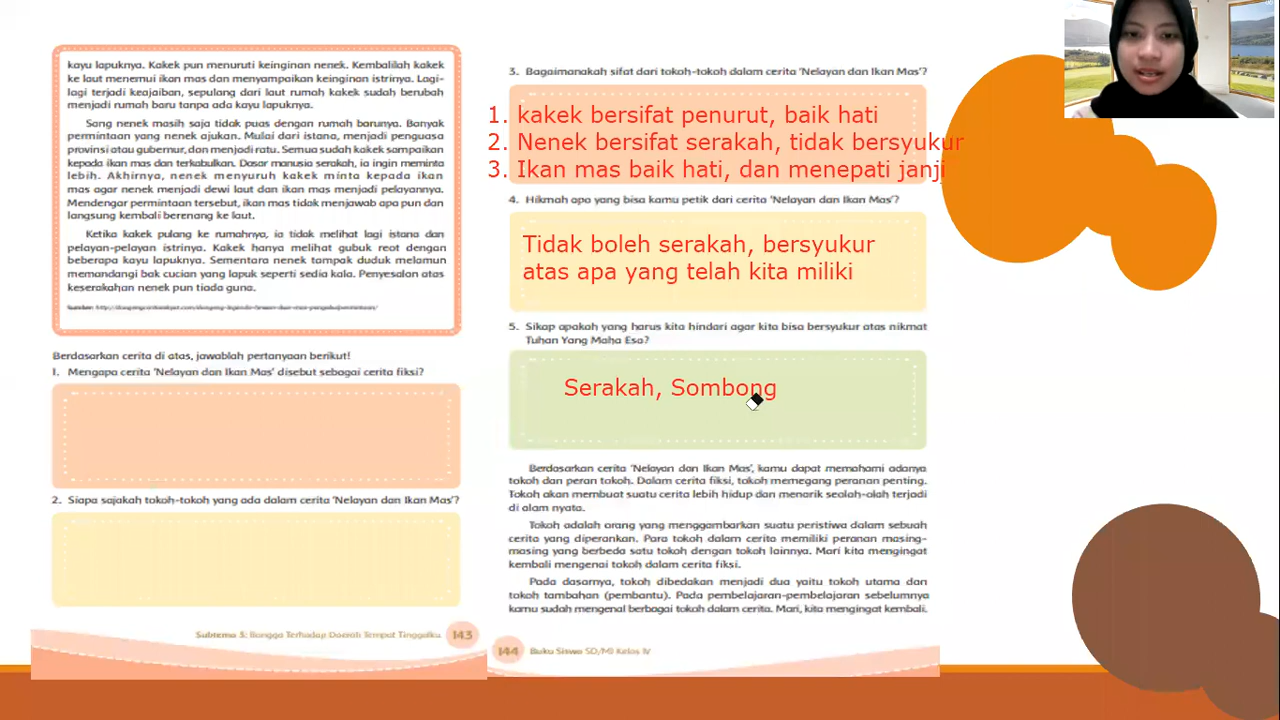 kayu lapuknya. Kakek pun menuruti keinginan nenek. Kembalilah kakek
ke laut menemui ikan mas dan menyampaikan keinginan istrinya. Lagi-
lagi terjadi keajaiban, sepulang dari laut rumah kakek sudah berubah
menjadi rumah baru tanpa ada kayu lapuknya.
Sang nenek masih saja tidak puas dengan rumah barunya. Banyak
permintaan yang nenek ajukan. Mulai dari istana, menjadi penguasa
provinsi atau gubernur, dan menjadi ratu. Semua sudah kakek sampaikan
kepada ikan mas dan terkabulkan. Dasar manusia serakah, ia ingin meminta
lebih. Akhirnya, nenek menyuruh kakek minta kepada ikan
mas agar nenek menjadi dewi laut dan ikan mas menjadi pelayannya.
Mendengar permintaan tersebut, ikan mas tidak menjawab apa pun dan
langsung kembali berenang ke laut.
Ketika kakek pulang ke rumahnya, ia tidak melihat lagi istana dan
pelayan-pelayan istrinya. Kakek hanya melihat gubuk reot dengan
beberapa kayu lapuknya. Sementara nenek tampak duduk melamun
memandangi bak cucian yang lapuk seperti sedia kala. Penyesalan atas
keserakahan nenek pun tiada guna.
Sumber:
Berdasarkan cerita di atas, jawablah pertanyaan berikut!
1. Mengapa cerita 'Nelayan dan Ikan Mas' disebut sebagai cerita fiksi?
2. Siapa sajakah tokoh-tokoh yang ada dalam cerita 'Nelayan dan Ikan Mas'?
Subtema 3: Bangga Terhadap Daerah Tempat Tinggalku 143
3. Bagaimanakah sifat dari tokoh-tokoh dalam cerita 'Nelayan dan Ikan Mas'?
1. kakek bersifat penurut, baik hati
2. Nenek bersifat serakah, tidak bersyukur
3. Ikan mas baik hati, dan menepati janji
4. Hikmah apa yang bisa kamu petik dari cerita 'Nelayan dan Ikan Mas'?
Tidak boleh serakah, bersyukur
atas apa yang telah kita miliki
5. Sikap apakah yang harus kita hindari agar kita bisa bersyukur atas nikmat
Tuhan Yang Maha Esa?
Serakah, Sombong
Berdasarkan cerita 'Nelayan dan Ikan Mas', kamu dapat memahami adanya
tokoh dan peran tokoh. Dalam cerita fiksi, tokoh memegang peranan penting.
Tokoh akan membuat suatu cerita lebih hidup dan menarik seolah-olah terjadi
di alam nyata.
Tokoh adalah orang yang menggambarkan suatu peristiwa dalam sebuah
cerita yang diperankan. Para tokoh dalam cerita memiliki peranan masing-
masing yang berbeda satu tokoh dengan tokoh lainnya. Mari kita mengingat
kembali mengenai tokoh dalam cerita fiksi.
Pada dasarnya, tokoh dibedakan menjadi dua yaitu tokoh utama dan
tokoh tambahan (pembantu). Pada pembelajaran-pembelajaran sebelumnya
kamu sudah mengenal berbagai tokoh dalam cerita. Mari, kita mengingat kembali.
144 Buku Siswa SD/MI Kelas IV